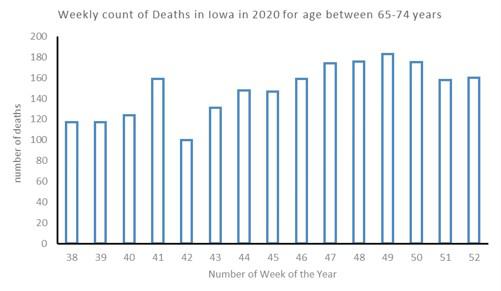 Weekly count of Deaths in Iowa in 2020 for age between 65-74 years
200
180
160
140
120
100
80
60
40
20
0
number of deaths
38 39 40 41 42 43 44 45 46 47 48 49 50 51 52
Number of Week of the Year